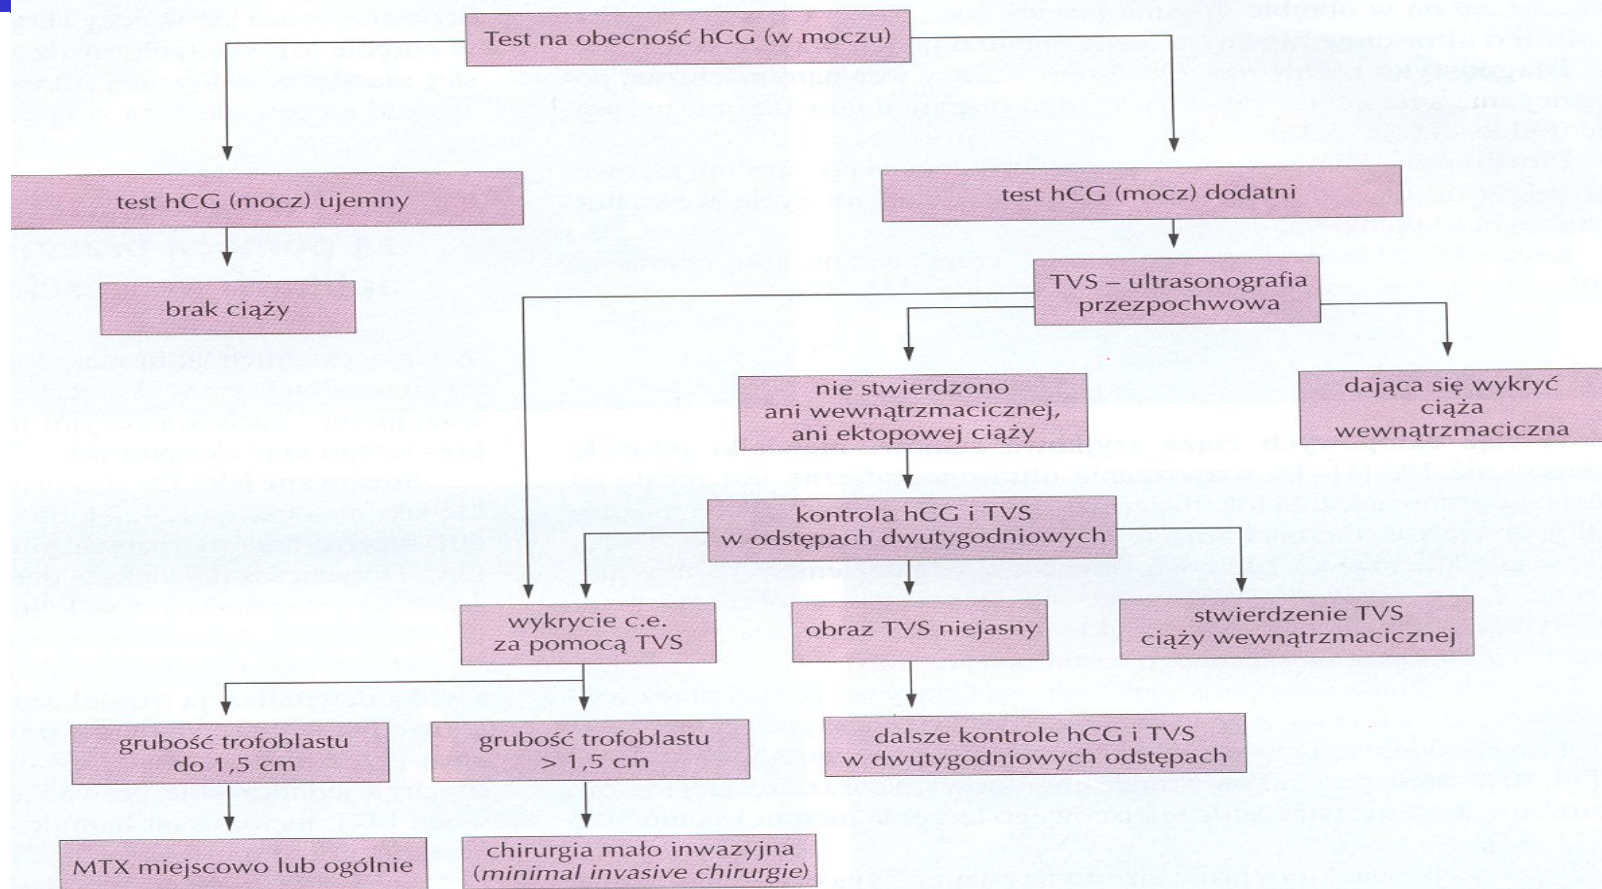 Test na obecność hCG (w moczu)
test hCG (mocz) ujemny
test hCG (mocz) dodatni
brak ciąży
TVS – ultrasonografia
przezpochwowa
nie stwierdzono
ani wewnątrzmacicznej,
ani ektopowej ciąży
dająca się wykryć
ciąża
wewnątrzmaciczna
kontrola hCG i TVS
w odstępach dwutygodniowych
wykrycie c.e.
za pomocą TVS
obraz TVS niejasny
stwierdzenie TVS
ciąży wewnątrzmacicznej
grubość trofoblastu
do 1,5 cm
grubość trofoblastu
> 1,5 cm
dalsze kontrole hCG i TVS
w dwutygodniowych odstępach
MTX miejscowo lub ogólnie
chirurgia mało inwazyjna
(minimal invasive chirurgie)